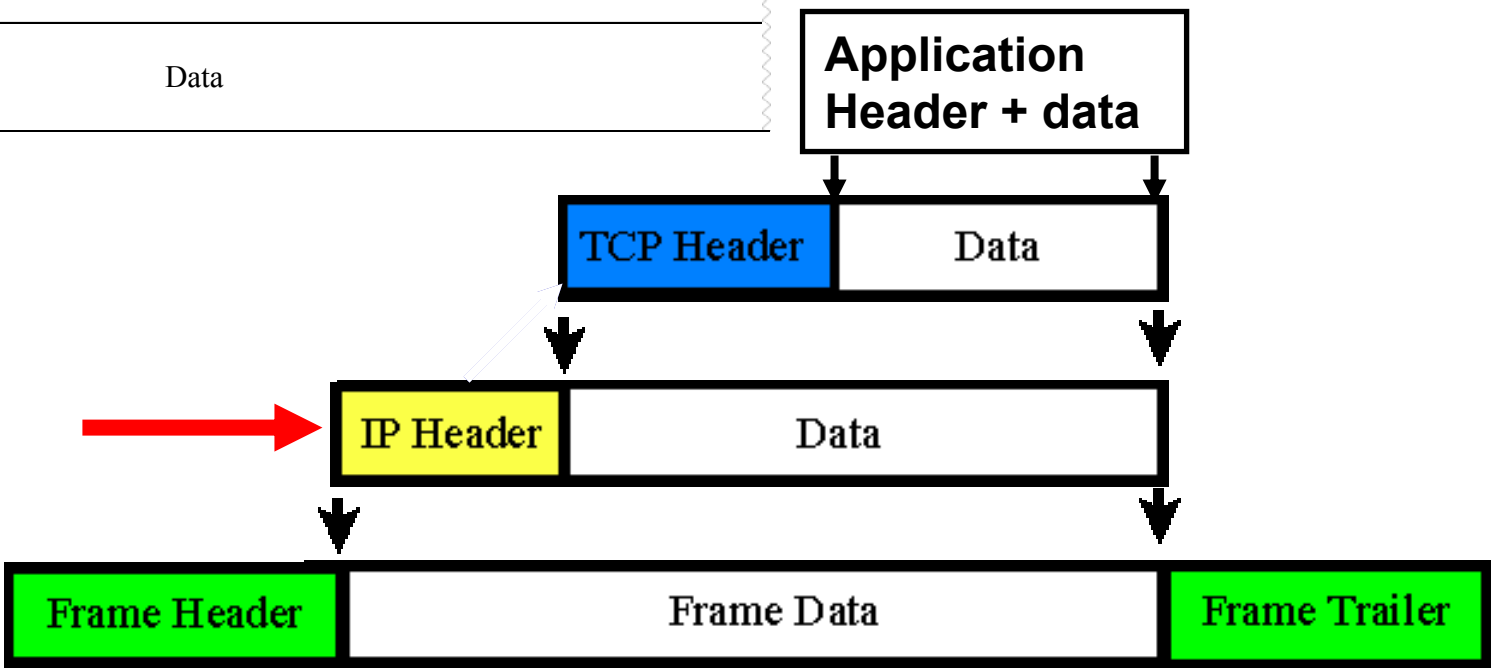 Data
Application
Header + data
TCP Header
Data
IP Header
Data
Frame Header
Frame Data
Frame Trailer